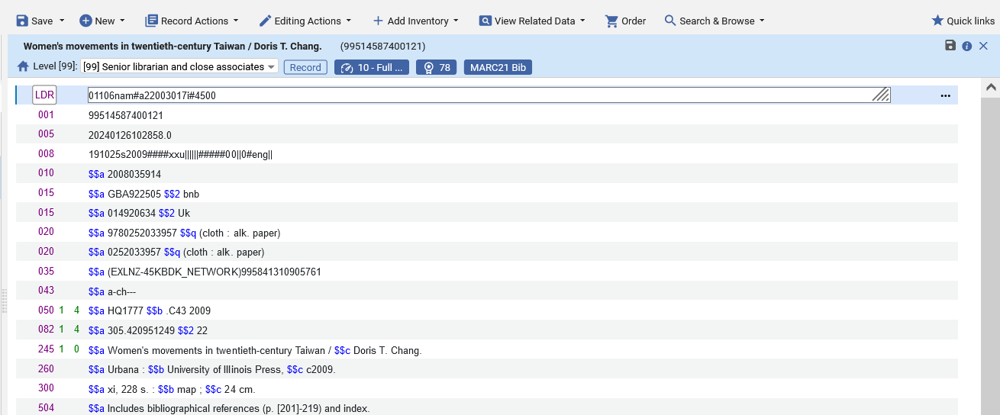 Save New Record Actions Editing Actions Add Inventory View Related Data Order Search & Browse Quick links
Women's movements in twentieth-century Taiwan / Doris T. Chang. (99514587400121)
Level [99]: [99] Senior librarian and close associates Record 10 - Full ... 78 MARC21 Bib
LDR 01106nam#a22003017i#4500 ...
001 99514587400121
005 20240126102858.0
008 191025s2009####xxu||||||#####00||0#eng||
010 $$a 2008035914
015 $$a GBA922505 $$2 bnb
015 $$a 014920634 $$2 Uk
020 $$a 9780252033957 $$q (cloth : alk. paper)
020 $$a 0252033957 $$q (cloth : alk. paper)
035 $$a (EXLNZ-45KBDK_NETWORK)995841310905761
043 $$a a-ch---
050 1 4 $$a HQ1777 $$b .C43 2009
082 1 4 $$a 305.420951249 $$2 22
245 1 0 $$a Women's movements in twentieth-century Taiwan / $$c Doris T. Chang.
260 $$a Urbana : $$b University of Illinois Press, $$c c2009.
300 $$a xi, 228 s. : $$b map ; $$c 24 cm.
504 $$a Includes bibliographical references (p. [201]-219) and index.